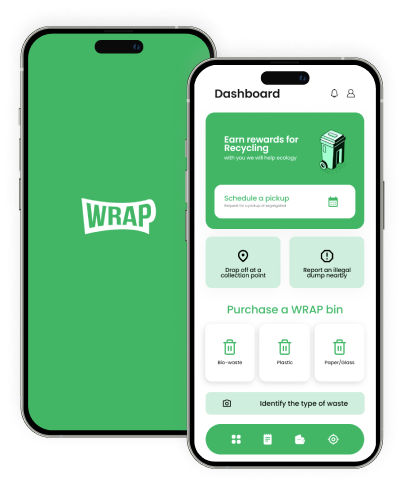 WRAP
Dashboard
Earn rewards for
Recycling
with you we will help ecology
Schedule a pickup
Request for a pickup of segregated
Drop off at a
collection point
Report an illegal
dump nearby
Purchase a WRAP bin
Bio-waste
Plastic
Paper/Glass
Identify the type of waste